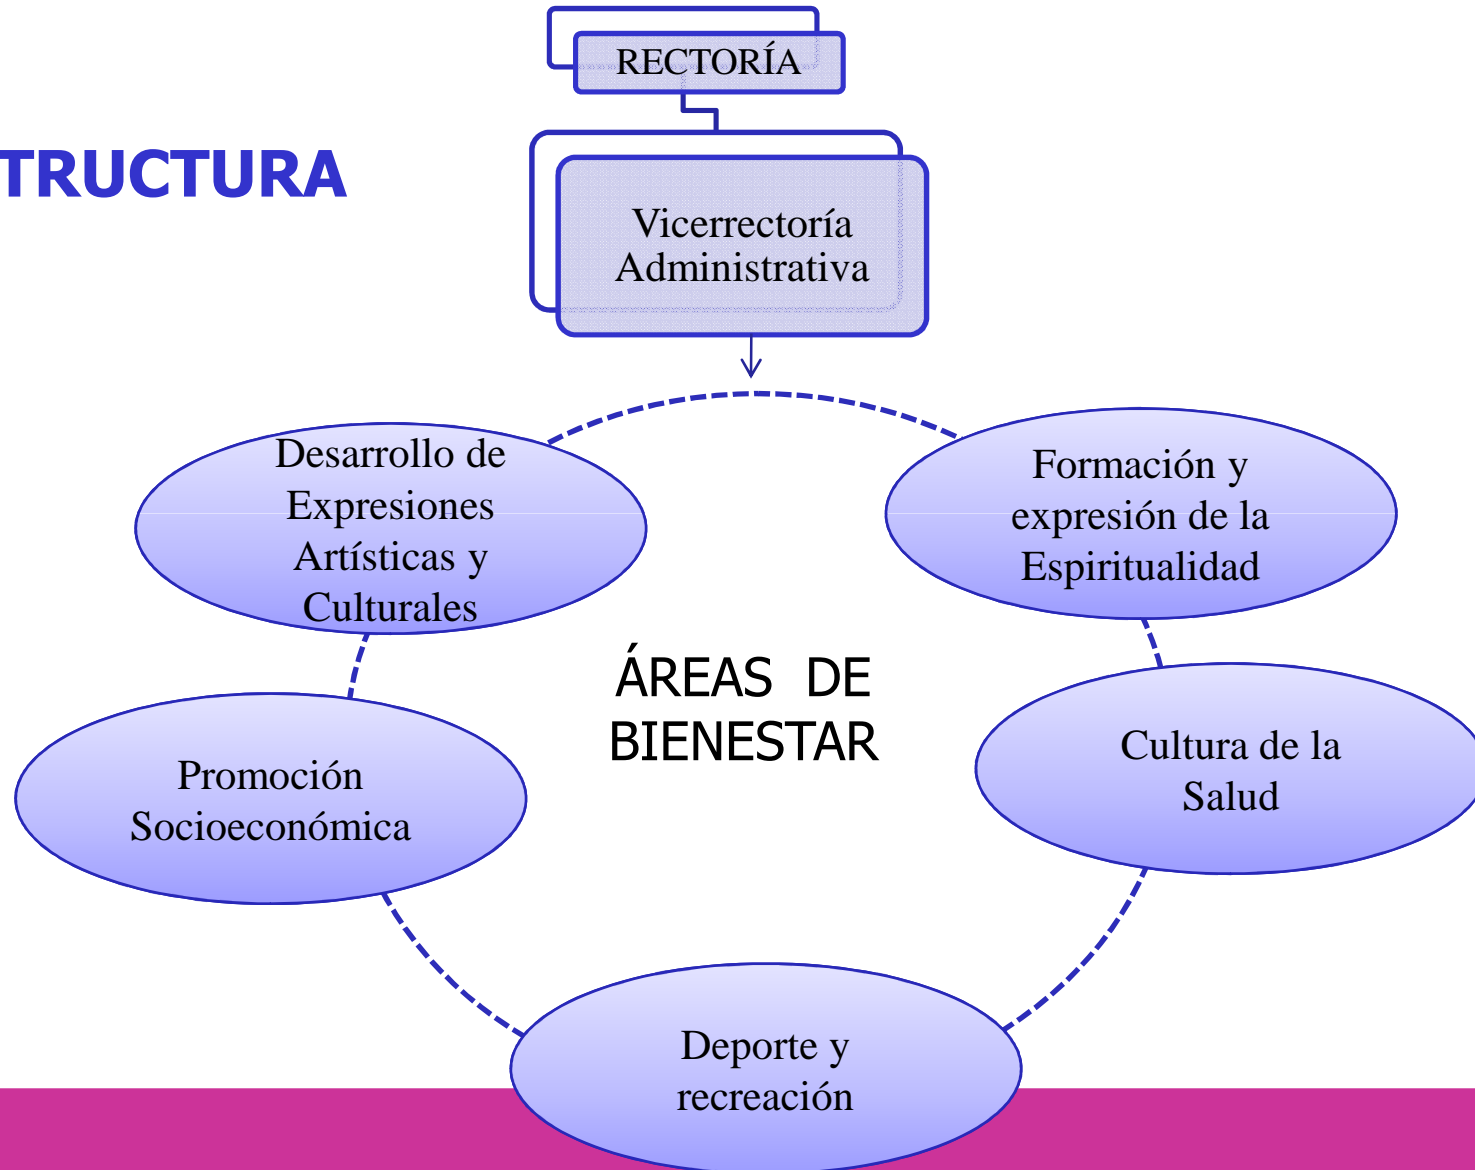 RECTORÍA
TRUCTURA
Vicerrectoría
Administrativa
Desarrollo de
Expresiones
Artísticas y
Culturales
Formación y
expresión de la
Espiritualidad
ÁREAS DE
BIENESTAR
Promoción
Socioeconómica
Cultura de la
Salud
Deporte y
recreación